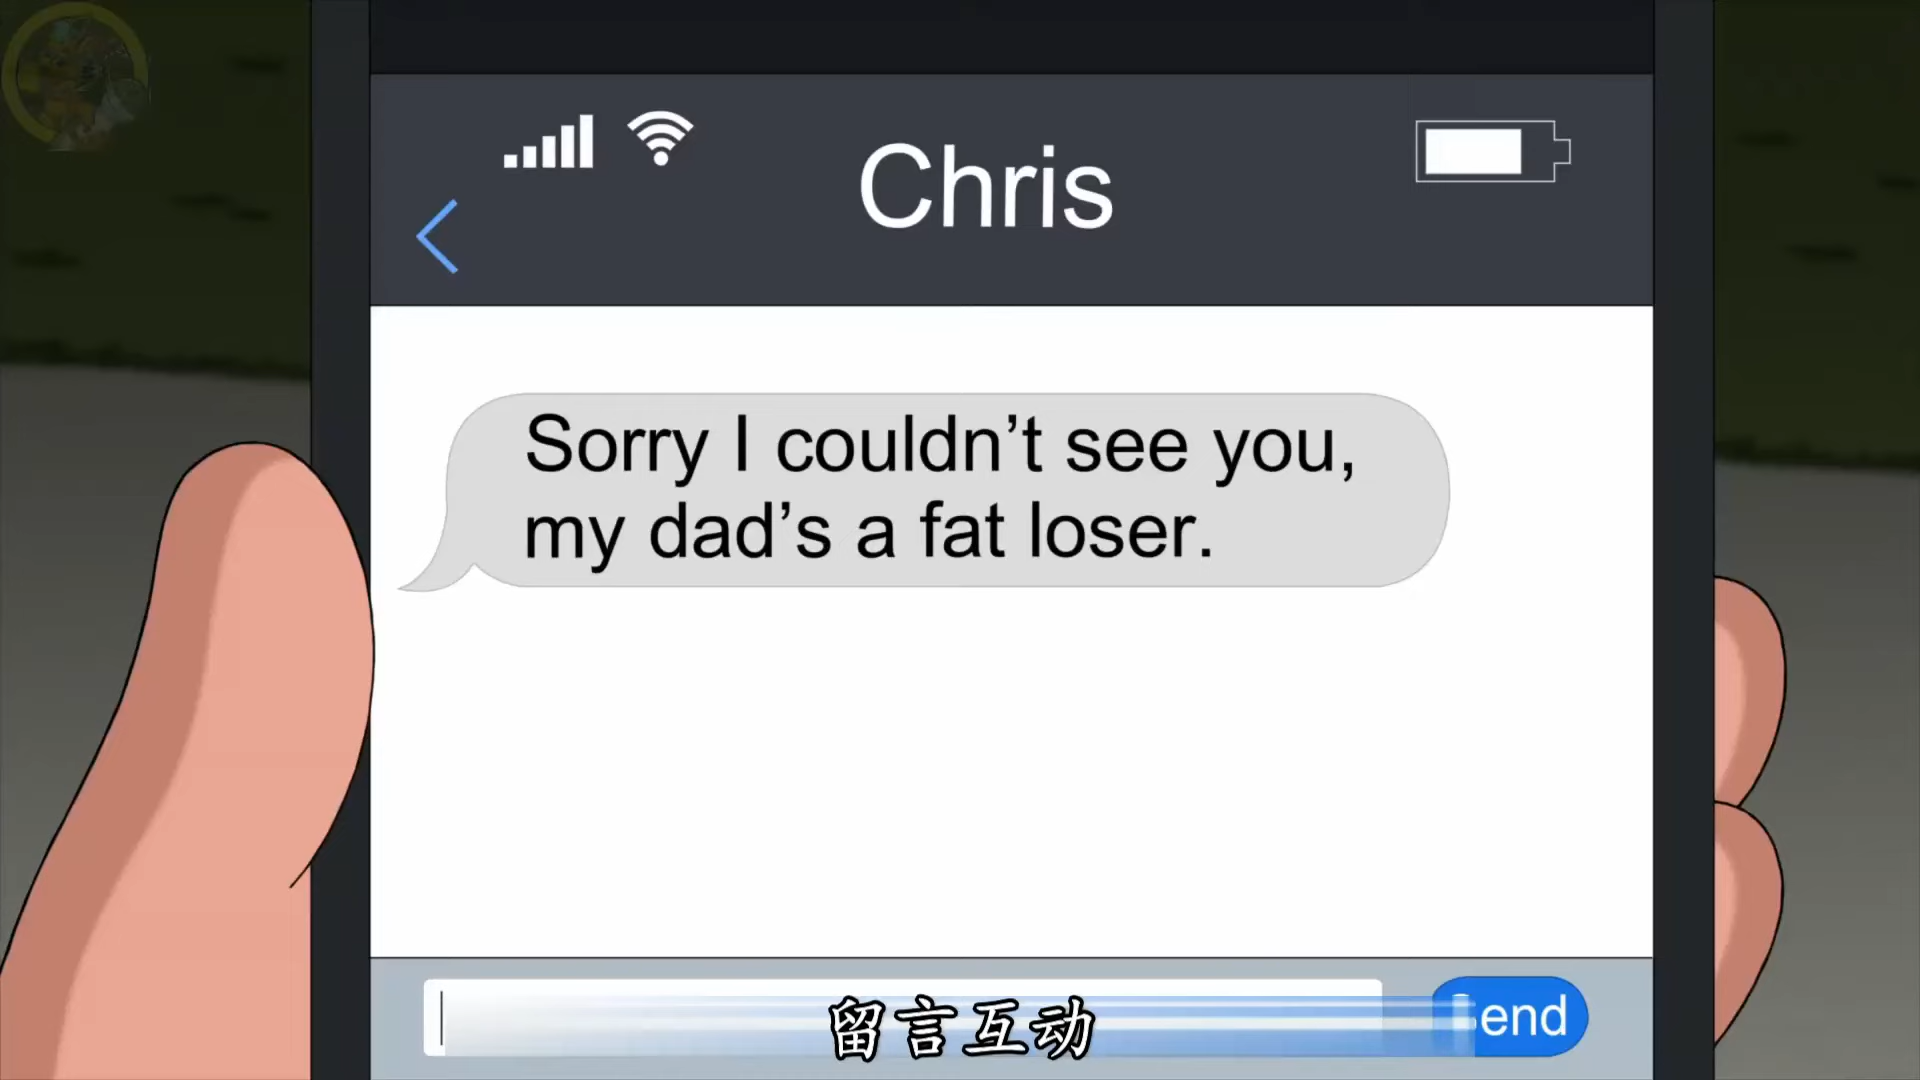 Chris
Sorry I couldn’t see you,
my dad’s a fat loser.
end
留言互动